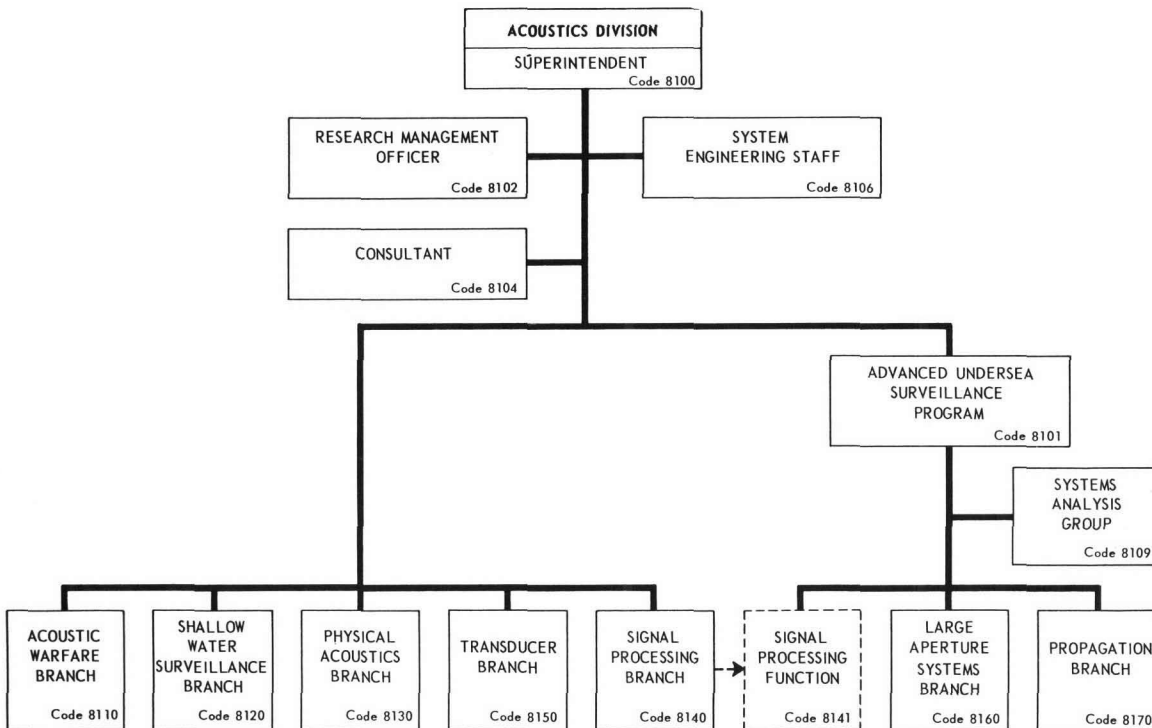 ACOUSTICS DIVISION
SUPERINTENDENT
Code 8100
RESEARCH MANAGEMENT
OFFICER
Code 8102
SYSTEM
ENGINEERING STAFF
Code 8106
CONSULTANT
Code 8104
ADVANCED UNDERSEA
SURVEILLANCE
PROGRAM
Code 8101
SYSTEMS
ANALYSIS
GROUP
Code 8109
ACOUSTIC
WARFARE
BRANCH
Code 8110
SHALLOW
WATER
SURVEILLANCE
BRANCH
Code 8120
PHYSICAL
ACOUSTICS
BRANCH
Code 8130
TRANSDUCER
BRANCH
Code 8150
SIGNAL
PROCESSING
BRANCH
Code 8140
SIGNAL
PROCESSING
FUNCTION
Code 8141
LARGE
APERTURE
SYSTEMS
BRANCH
Code 8160
PROPAGATION
BRANCH
Code 8170